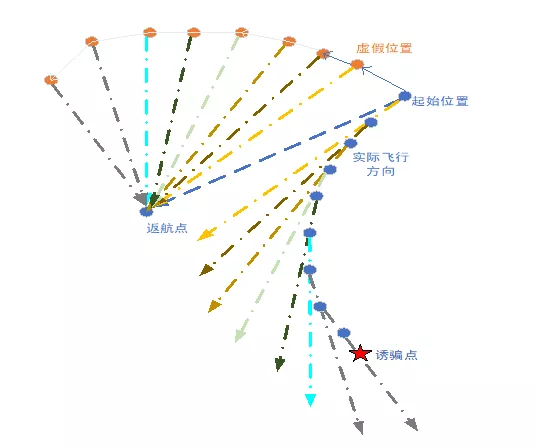 虚假位置
起始位置
实际飞行
方向
返航点
诱骗点